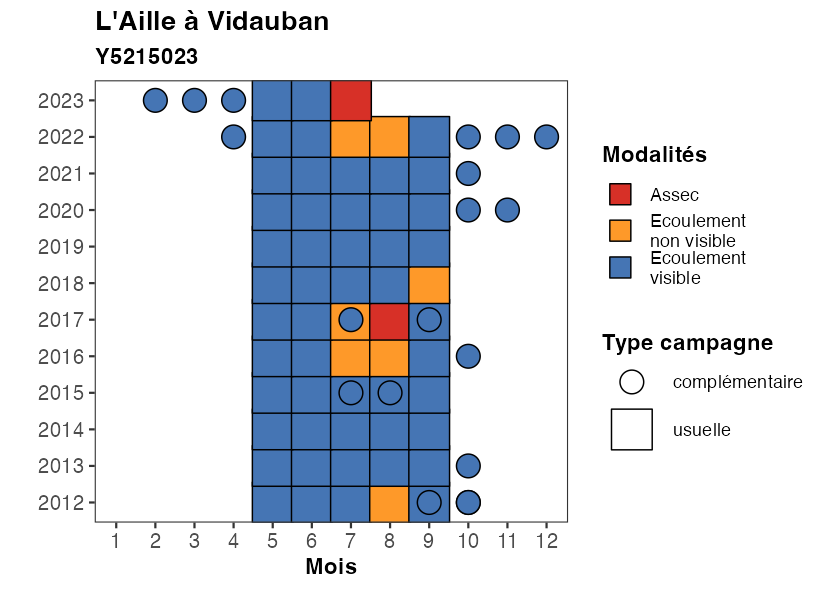 L'Aille à Vidauban
Y5215023
2023
2022
2021
2020
2019
2018
2017
2016
2015
2014
2013
2012
1 2 3 4 5 6 7 8 9 10 11 12
Mois
Modalités
Assec
Ecoulement
non visible
Ecoulement
visible
Type campagne
complémentaire
usuelle